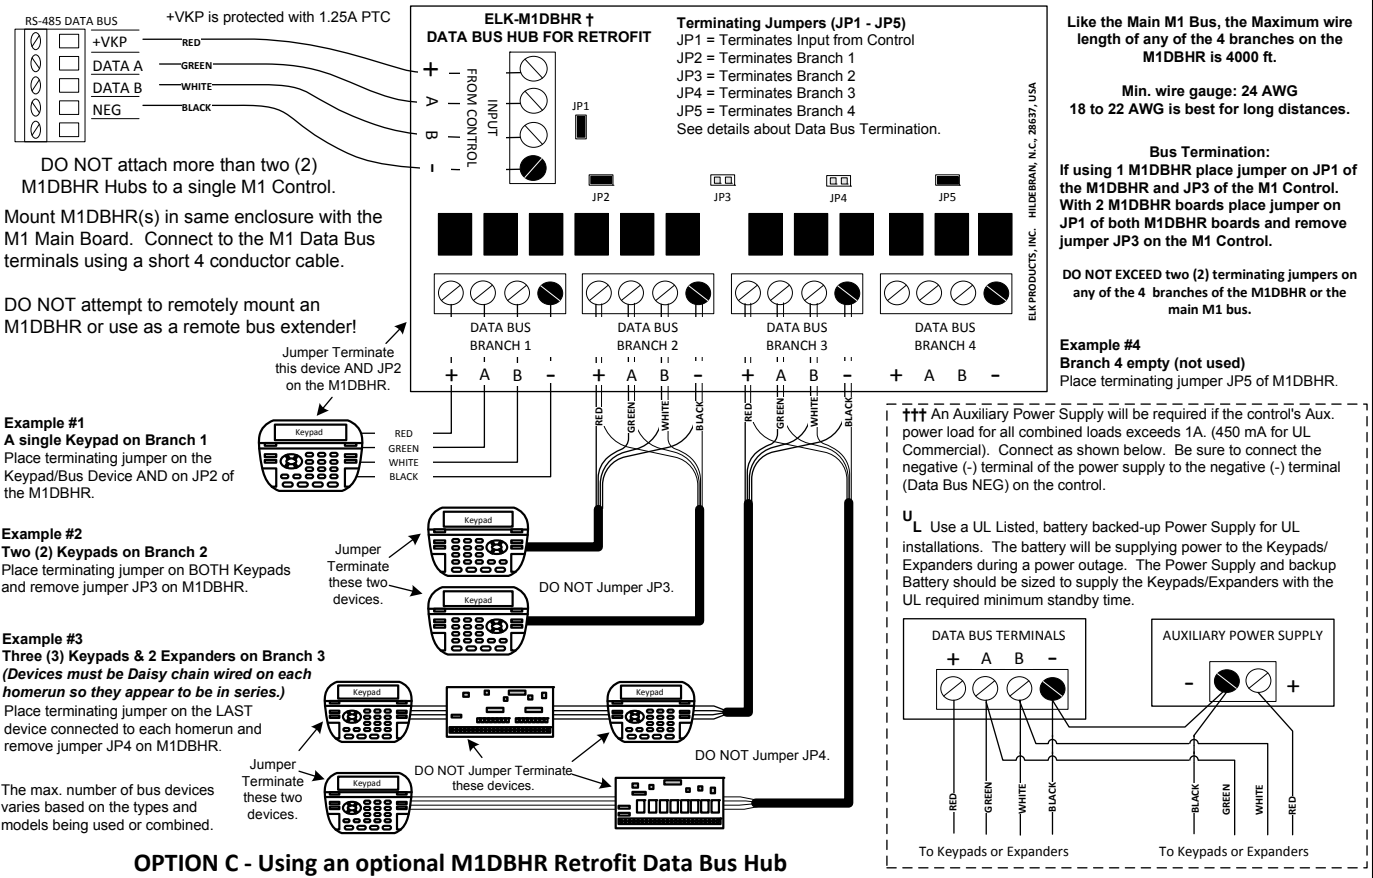 RS-485 DATA BUS
+VKP is protected with 1.25A PTC
+VKP
DATA A
DATA B
NEG
RED
GREEN
WHITE
BLACK
ELK-M1DBHR †
DATA BUS HUB FOR RETROFIT
+
A
B
-
FROM CONTROL
INPUT
JP1
Terminating Jumpers (JP1 - JP5)
JP1 = Terminates Input from Control
JP2 = Terminates Branch 1
JP3 = Terminates Branch 2
JP4 = Terminates Branch 3
JP5 = Terminates Branch 4
See details about Data Bus Termination.
JP2
JP3
JP4
JP5
ELK PRODUCTS, INC. HILDEBRAN, N.C., 28637, USA
DATA BUS
BRANCH 1
DATA BUS
BRANCH 2
DATA BUS
BRANCH 3
DATA BUS
BRANCH 4
+ A B -
+ A B -
+ A B -
+ A B -
RED
GREEN
WHITE
BLACK
RED
GREEN
WHITE
BLACK
DO NOT attach more than two (2)
M1DBHR Hubs to a single M1 Control.
Mount M1DBHR(s) in same enclosure with the
M1 Main Board. Connect to the M1 Data Bus
terminals using a short 4 conductor cable.
DO NOT attempt to remotely mount an
M1DBHR or use as a remote bus extender!
Jumper Terminate
this device AND JP2
on the M1DBHR.
Example #1
A single Keypad on Branch 1
Place terminating jumper on the
Keypad/Bus Device AND on JP2 of
the M1DBHR.
Keypad
RED
GREEN
WHITE
BLACK
Example #2
Two (2) Keypads on Branch 2
Place terminating jumper on BOTH Keypads
and remove jumper JP3 on M1DBHR.
Jumper
Terminate
these two
devices.
Keypad
Keypad
DO NOT Jumper JP3.
Example #3
Three (3) Keypads & 2 Expanders on Branch 3
(Devices must be Daisy chain wired on each
homerun so they appear to be in series.)
Place terminating jumper on the LAST
device connected to each homerun and
remove jumper JP4 on M1DBHR.
Keypad
Keypad
Keypad
Jumper
Terminate
these two
devices.
DO NOT Jumper Terminate
these devices.
DO NOT Jumper JP4.
The max. number of bus devices
varies based on the types and
models being used or combined.
OPTION C - Using an optional M1DBHR Retrofit Data Bus Hub
Like the Main M1 Bus, the Maximum wire
length of any of the 4 branches on the
M1DBHR is 4000 ft.
Min. wire gauge: 24 AWG
18 to 22 AWG is best for long distances.
Bus Termination:
If using 1 M1DBHR place jumper on JP1 of
the M1DBHR and JP3 of the M1 Control.
With 2 M1DBHR boards place jumper on
JP1 of both M1DBHR boards and remove
jumper JP3 on the M1 Control.
DO NOT EXCEED two (2) terminating jumpers on
any of the 4 branches of the M1DBHR or the
main M1 bus.
Example #4
Branch 4 empty (not used)
Place terminating jumper JP5 of M1DBHR.
††† An Auxiliary Power Supply will be required if the control's Aux.
power load for all combined loads exceeds 1A. (450 mA for UL
Commercial). Connect as shown below. Be sure to connect the
negative (-) terminal of the power supply to the negative (-) terminal
(Data Bus NEG) on the control.
UL Use a UL Listed, battery backed-up Power Supply for UL
installations. The battery will be supplying power to the Keypads/
Expanders during a power outage. The Power Supply and backup
Battery should be sized to supply the Keypads/Expanders with the
UL required minimum standby time.
DATA BUS TERMINALS
+ A B -
AUXILIARY POWER SUPPLY
- +
RED
GREEN
WHITE
BLACK
BLACK
GREEN
WHITE
RED
To Keypads or Expanders
To Keypads or Expanders